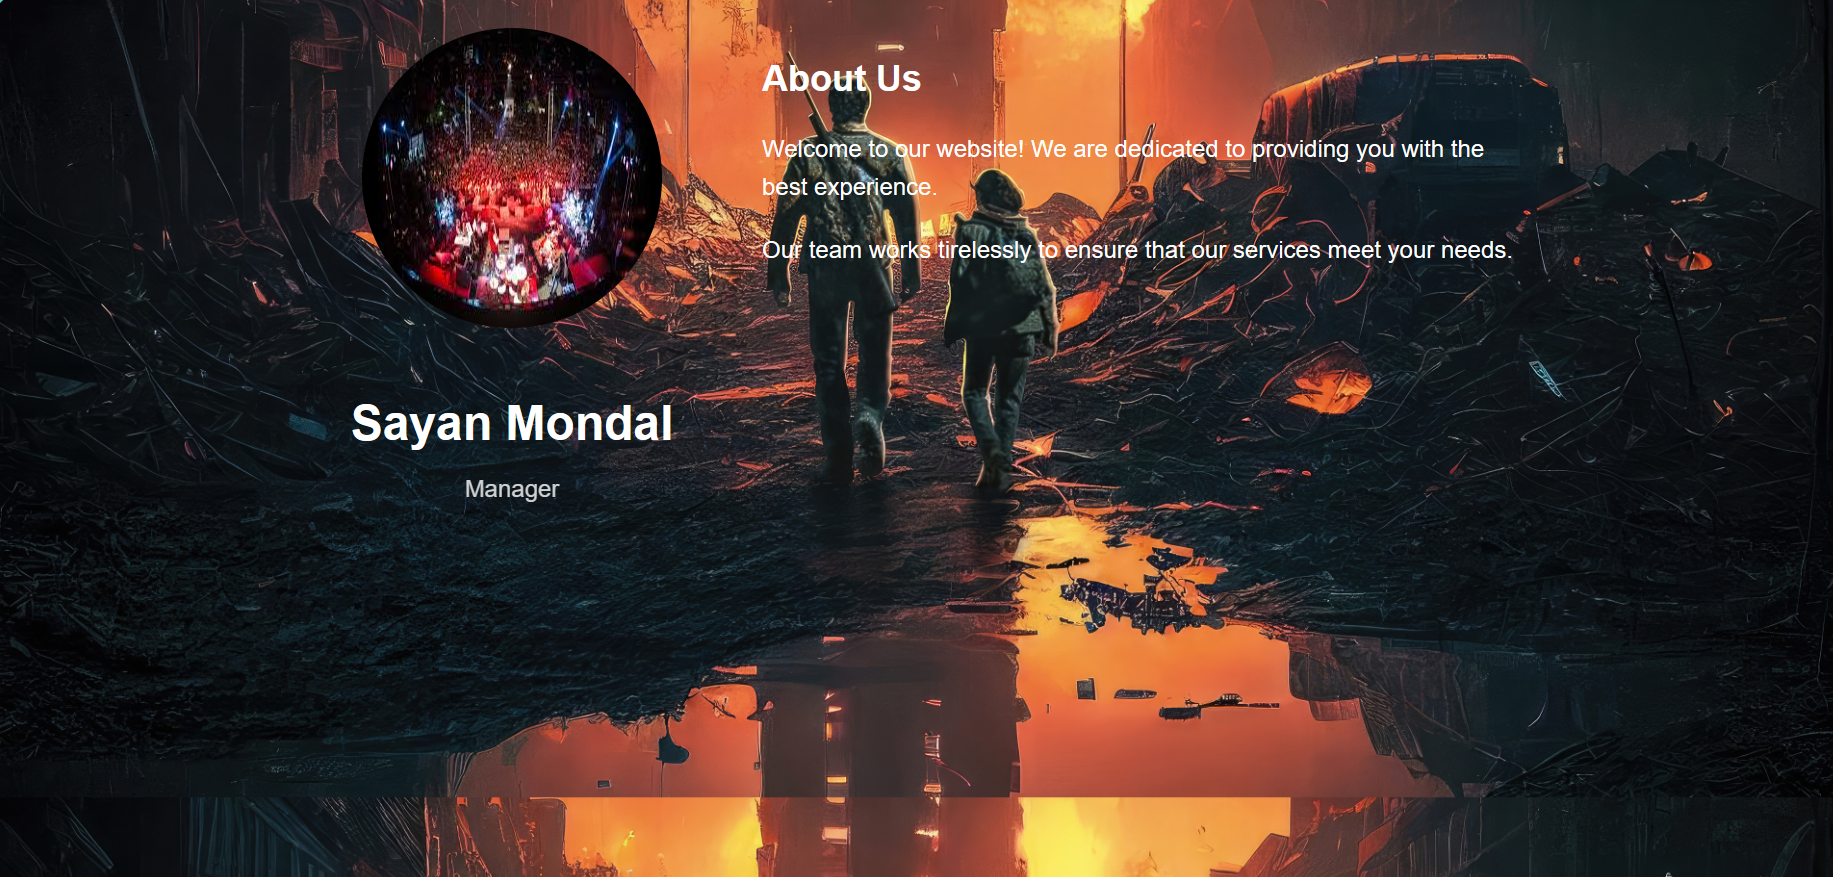 About Us
Welcome to our website! We are dedicated to providing you with the
best experience.
Our team works tirelessly to ensure that our services meet your needs.
Sayan Mondal
Manager